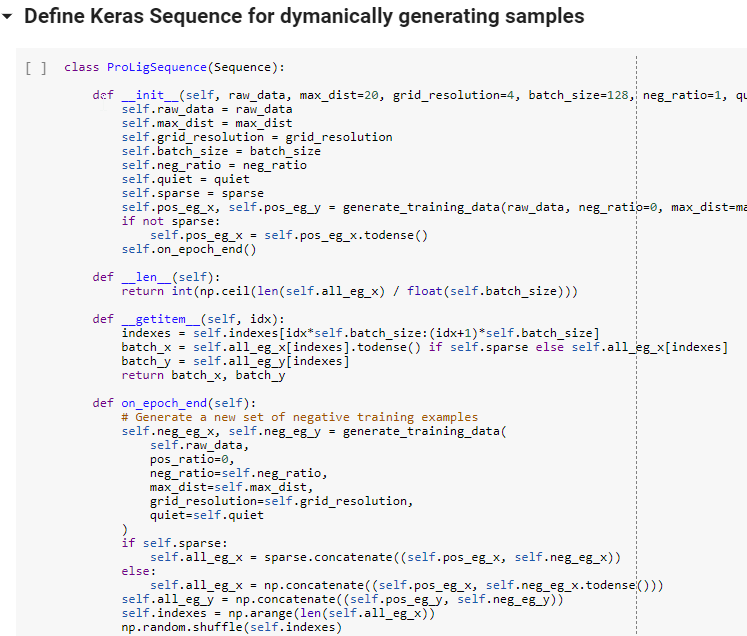 Define Keras Sequence for dymanically generating samples
[ ] class ProLigSequence(Sequence):
def __init__(self, raw_data, max_dist=20, grid_resolution=4, batch_size=128, neg_ratio=1, qu
self.raw_data = raw_data
self.max_dist = max_dist
self.grid_resolution = grid_resolution
self.batch_size = batch_size
self.neg_ratio = neg_ratio
self.quiet = quiet
self.sparse = sparse
self.pos_eg_x, self.pos_eg_y = generate_training_data(raw_data, neg_ratio=0, max_dist=ma
if not sparse:
self.pos_eg_x = self.pos_eg_x.todense()
self.on_epoch_end()
def __len__(self):
return int(np.ceil(len(self.all_eg_x) / float(self.batch_size)))
def __getitem__(self, idx):
indexes = self.indexes[idx*self.batch_size:(idx+1)*self.batch_size]
batch_x = self.all_eg_x[indexes].todense() if self.sparse else self.all_eg_x[indexes]
batch_y = self.all_eg_y[indexes]
return batch_x, batch_y
def on_epoch_end(self):
# Generate a new set of negative training examples
self.neg_eg_x, self.neg_eg_y = generate_training_data(
self.raw_data,
pos_ratio=0,
neg_ratio=self.neg_ratio,
max_dist=self.max_dist,
grid_resolution=self.grid_resolution,
quiet=self.quiet
)
if self.sparse:
self.all_eg_x = sparse.concatenate((self.pos_eg_x, self.neg_eg_x))
else:
self.all_eg_x = np.concatenate((self.pos_eg_x, self.neg_eg_x.todense()))
self.all_eg_y = np.concatenate((self.pos_eg_y, self.neg_eg_y))
self.indexes = np.arange(len(self.all_eg_x))
np.random.shuffle(self.indexes)